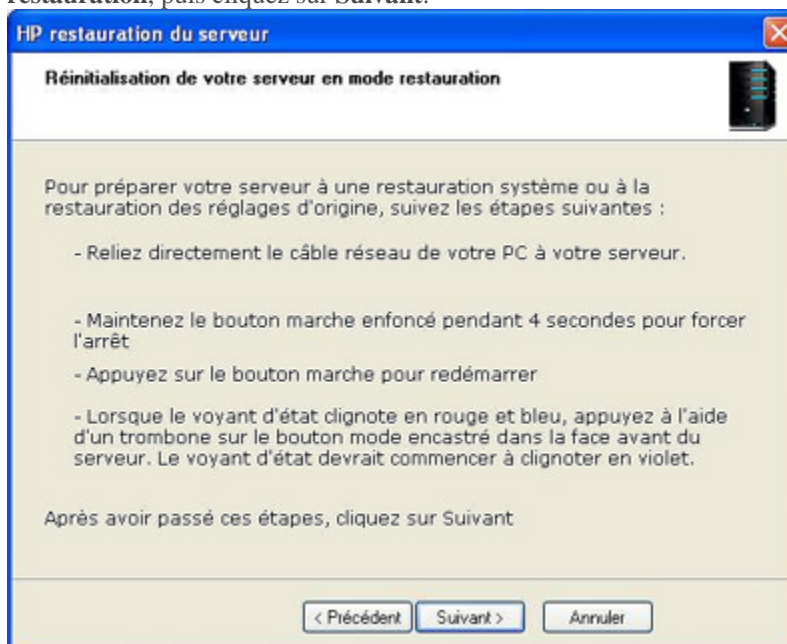 restauration, puis cliquez sur Suivant.
HP restauration du serveur
Réinitialisation de votre serveur en mode restauration
Pour préparer votre serveur à une restauration système ou à la
restauration des réglages d'origine, suivez les étapes suivantes :
- Reliez directement le câble réseau de votre PC à votre serveur.
- Maintenez le bouton marche enfoncé pendant 4 secondes pour forcer
l'arrêt
- Appuyez sur le bouton marche pour redémarrer
- Lorsque le voyant d'état clignote en rouge et bleu, appuyez à l'aide
d'un trombone sur le bouton mode encastré dans la face avant du
serveur. Le voyant d'état devrait commencer à clignoter en violet.
Après avoir passé ces étapes, cliquez sur Suivant
< Précédent Suivant > Annuler